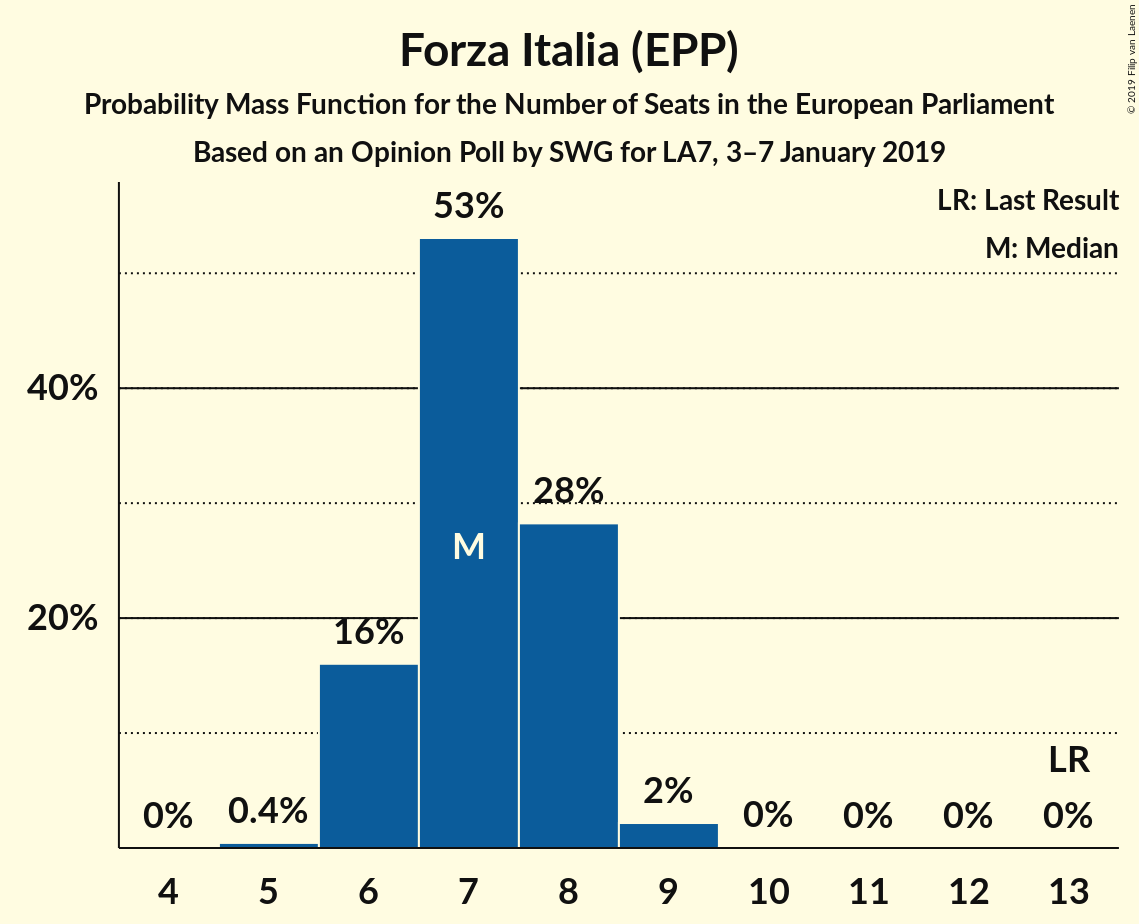 Forza Italia (EPP)
Probability Mass Function for the Number of Seats in the European Parliament
Based on an Opinion Poll by SWG for LA7, 3–7 January 2019
© 2019 Filip van Laenen
LR: Last Result
M: Median
53%
40%
28%
M
20%
16%
LR
0%
0.4%
2%
0%
0%
0%
0%
4 5 6 7 8 9 10 11 12 13